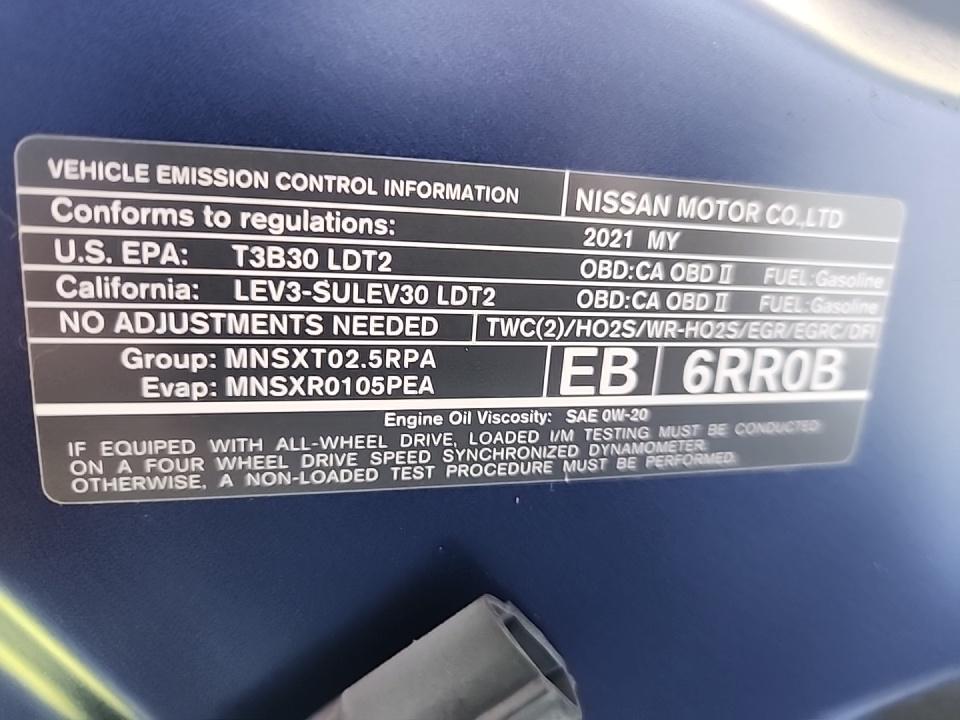 VEHICLE EMISSION CONTROL INFORMATION
NISSAN MOTOR CO.,LTD
Conforms to regulations:
2021 MY
U.S. EPA: T3B30 LDT2
OBD:CA OBD II FUEL:Gasoline
California: LEV3-SULEV30 LDT2
OBD:CA OBD II FUEL:Gasoline
NO ADJUSTMENTS NEEDED
TWC(2)/HO2S/WR-HO2S/EGR/EGRC/DFI
Group: MNSXT02.5RPA
Evap: MNSXR0105PEA
EB
6RR0B
Engine Oil Viscosity: SAE 0W-20
IF EQUIPED WITH ALL-WHEEL DRIVE, LOADED I/M TESTING MUST BE CONDUCTED
ON A FOUR WHEEL DRIVE SPEED SYNCHRONIZED DYNAMOMETER.
OTHERWISE, A NON-LOADED TEST PROCEDURE MUST BE PERFORMED.